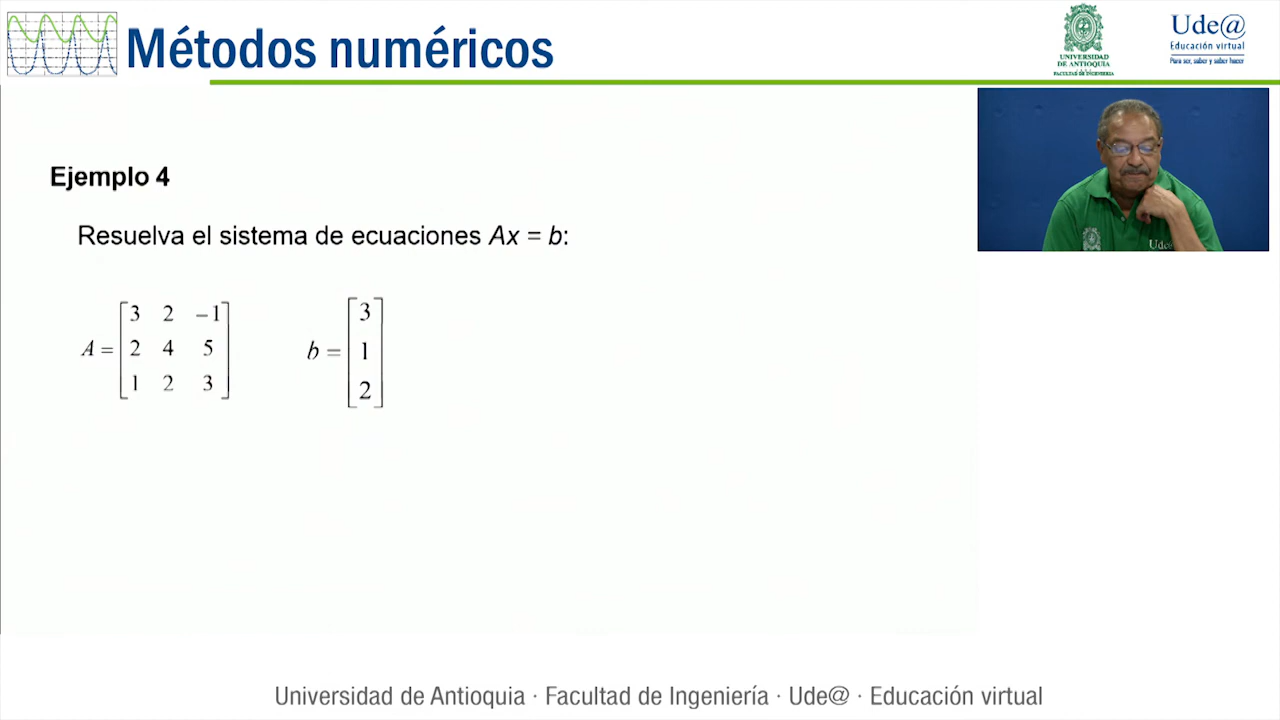 Métodos numéricos
UNIVERSIDAD
DE ANTIOQUIA
FACULTAD DE INGENIERÍA
Ude@
Educación virtual
Para ser, saber y saber hacer
Ejemplo 4
Resuelva el sistema de ecuaciones Ax = b:
A = [3 2 −1
2 4 5
1 2 3]
b = [3
1
2]
Ude@
Universidad de Antioquia · Facultad de Ingeniería · Ude@ · Educación virtual